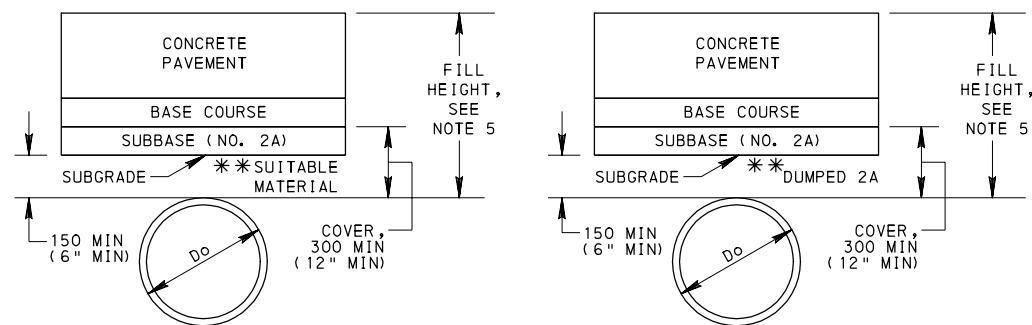 CONCRETE
PAVEMENT
BASE COURSE
SUBBASE (NO. 2A)
SUBGRADE
** SUITABLE
MATERIAL
FILL
HEIGHT,
SEE
NOTE 5
150 MIN
(6" MIN)
Do
COVER,
300 MIN
(12" MIN)
CONCRETE
PAVEMENT
BASE COURSE
SUBBASE (NO. 2A)
SUBGRADE
**
DUMPED 2A
FILL
HEIGHT,
SEE
NOTE 5
150 MIN
(6" MIN)
Do
COVER,
300 MIN
(12" MIN)